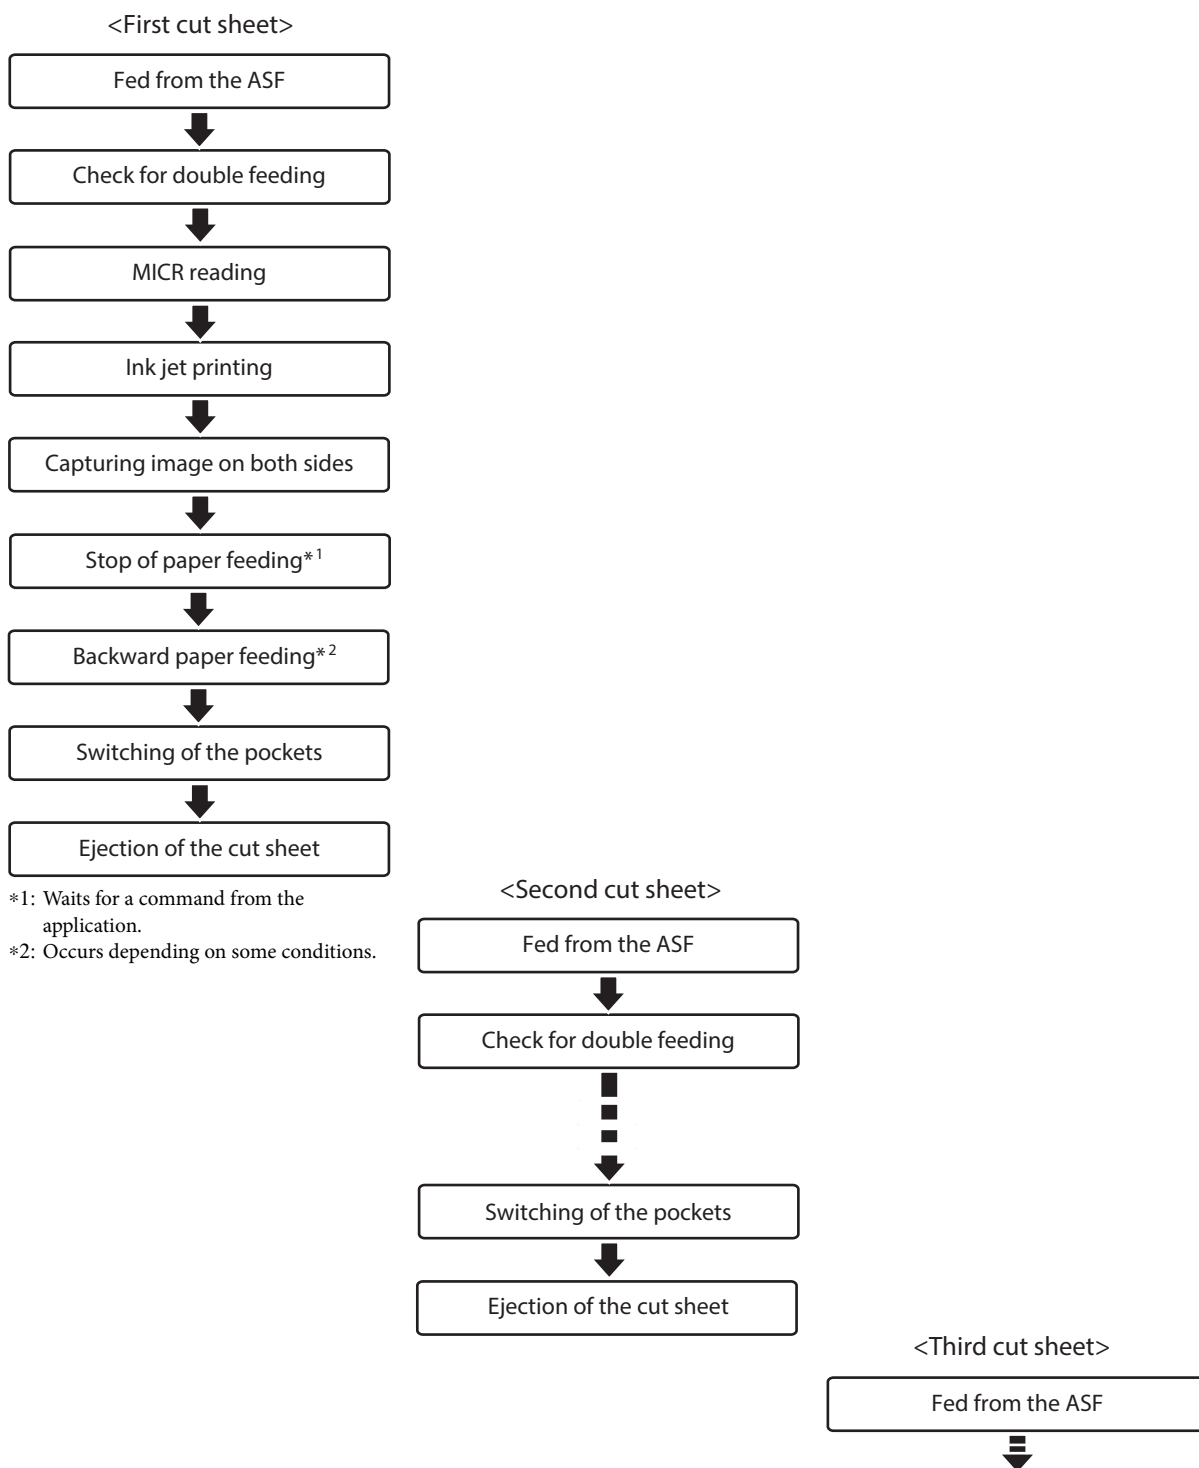 <First cut sheet>
Fed from the ASF
Check for double feeding
MICR reading
Ink jet printing
Capturing image on both sides
Stop of paper feeding*1
Backward paper feeding*2
Switching of the pockets
Ejection of the cut sheet
*1: Waits for a command from the
application.
*2: Occurs depending on some conditions.
<Second cut sheet>
Fed from the ASF
Check for double feeding
Switching of the pockets
Ejection of the cut sheet
<Third cut sheet>
Fed from the ASF